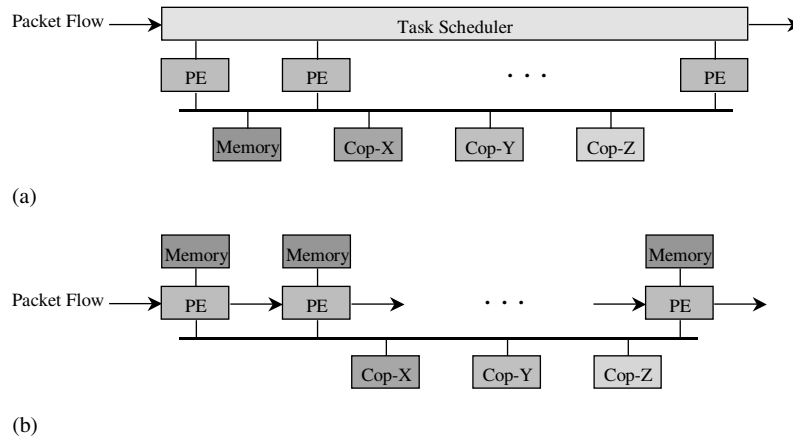 Packet Flow
Task Scheduler
PE PE . . . PE
Memory Cop-X Cop-Y Cop-Z
(a)
Memory Memory Memory
Packet Flow PE PE . . . PE
Cop-X Cop-Y Cop-Z
(b)